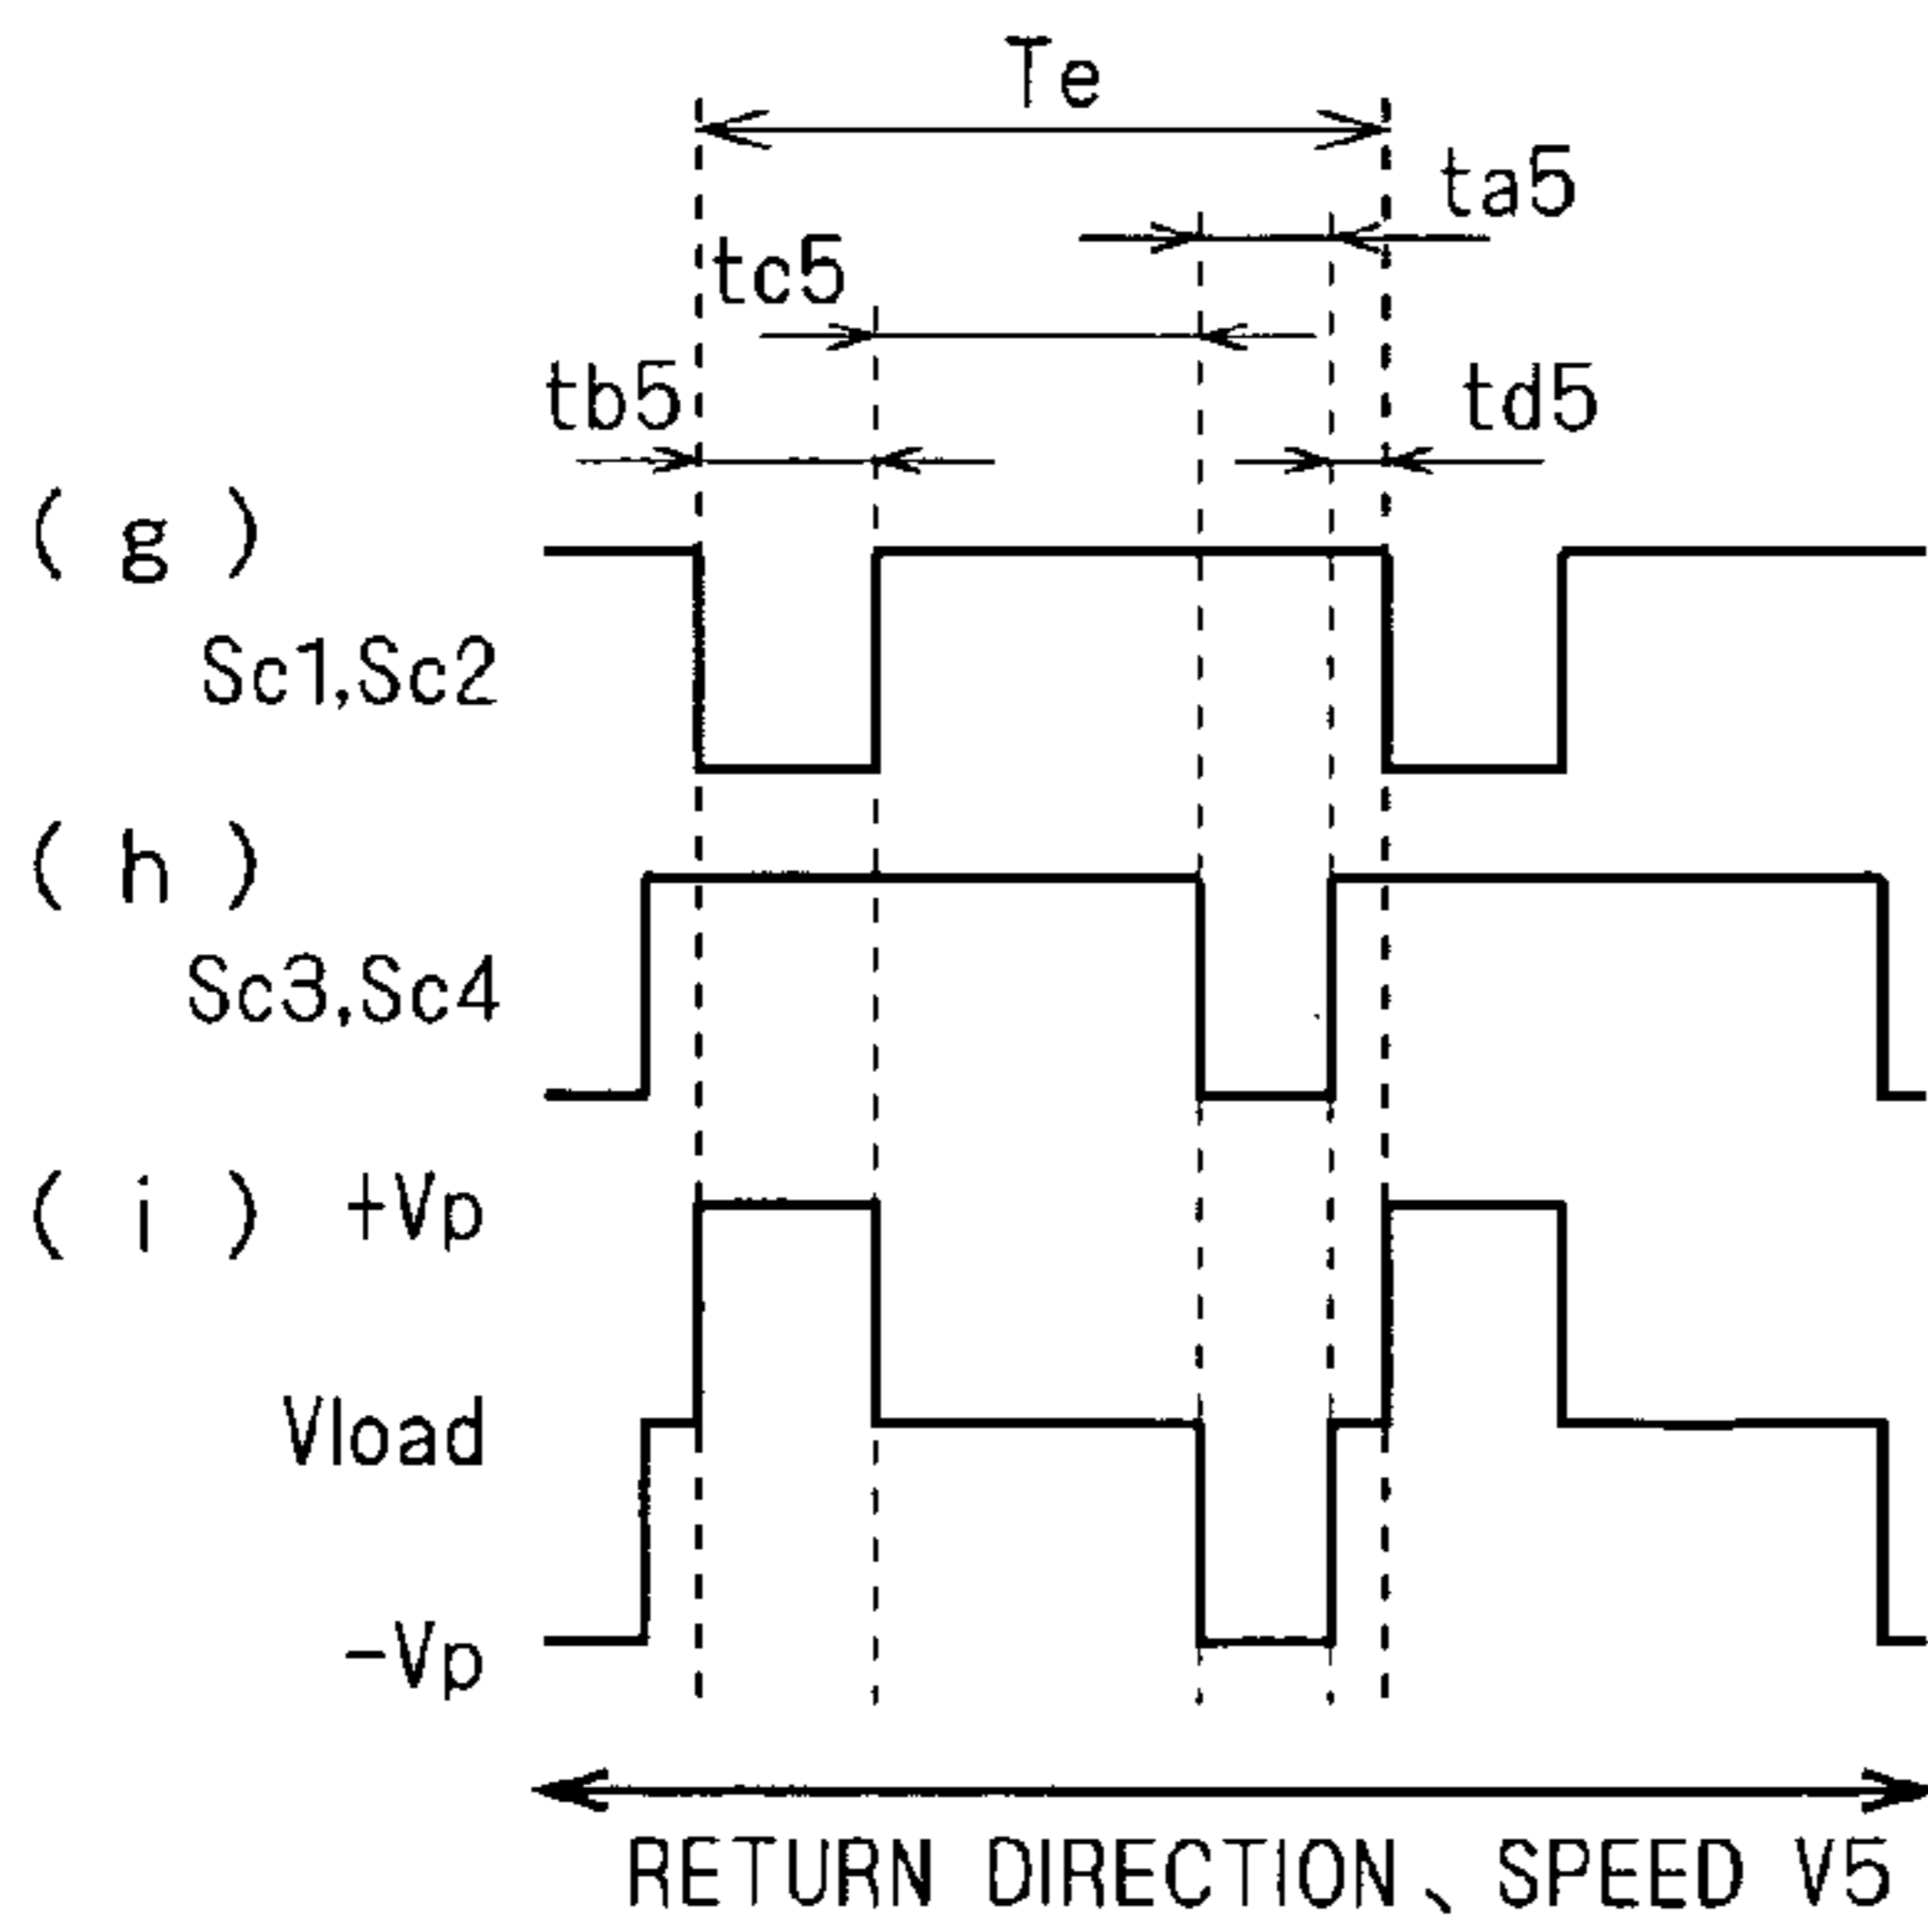 Te
ta5
tc5
tb5
td5
( g )
Sc1,Sc2
( h )
Sc3,Sc4
( i ) +Vp
Vload
-Vp
RETURN DIRECTION、SPEED V5